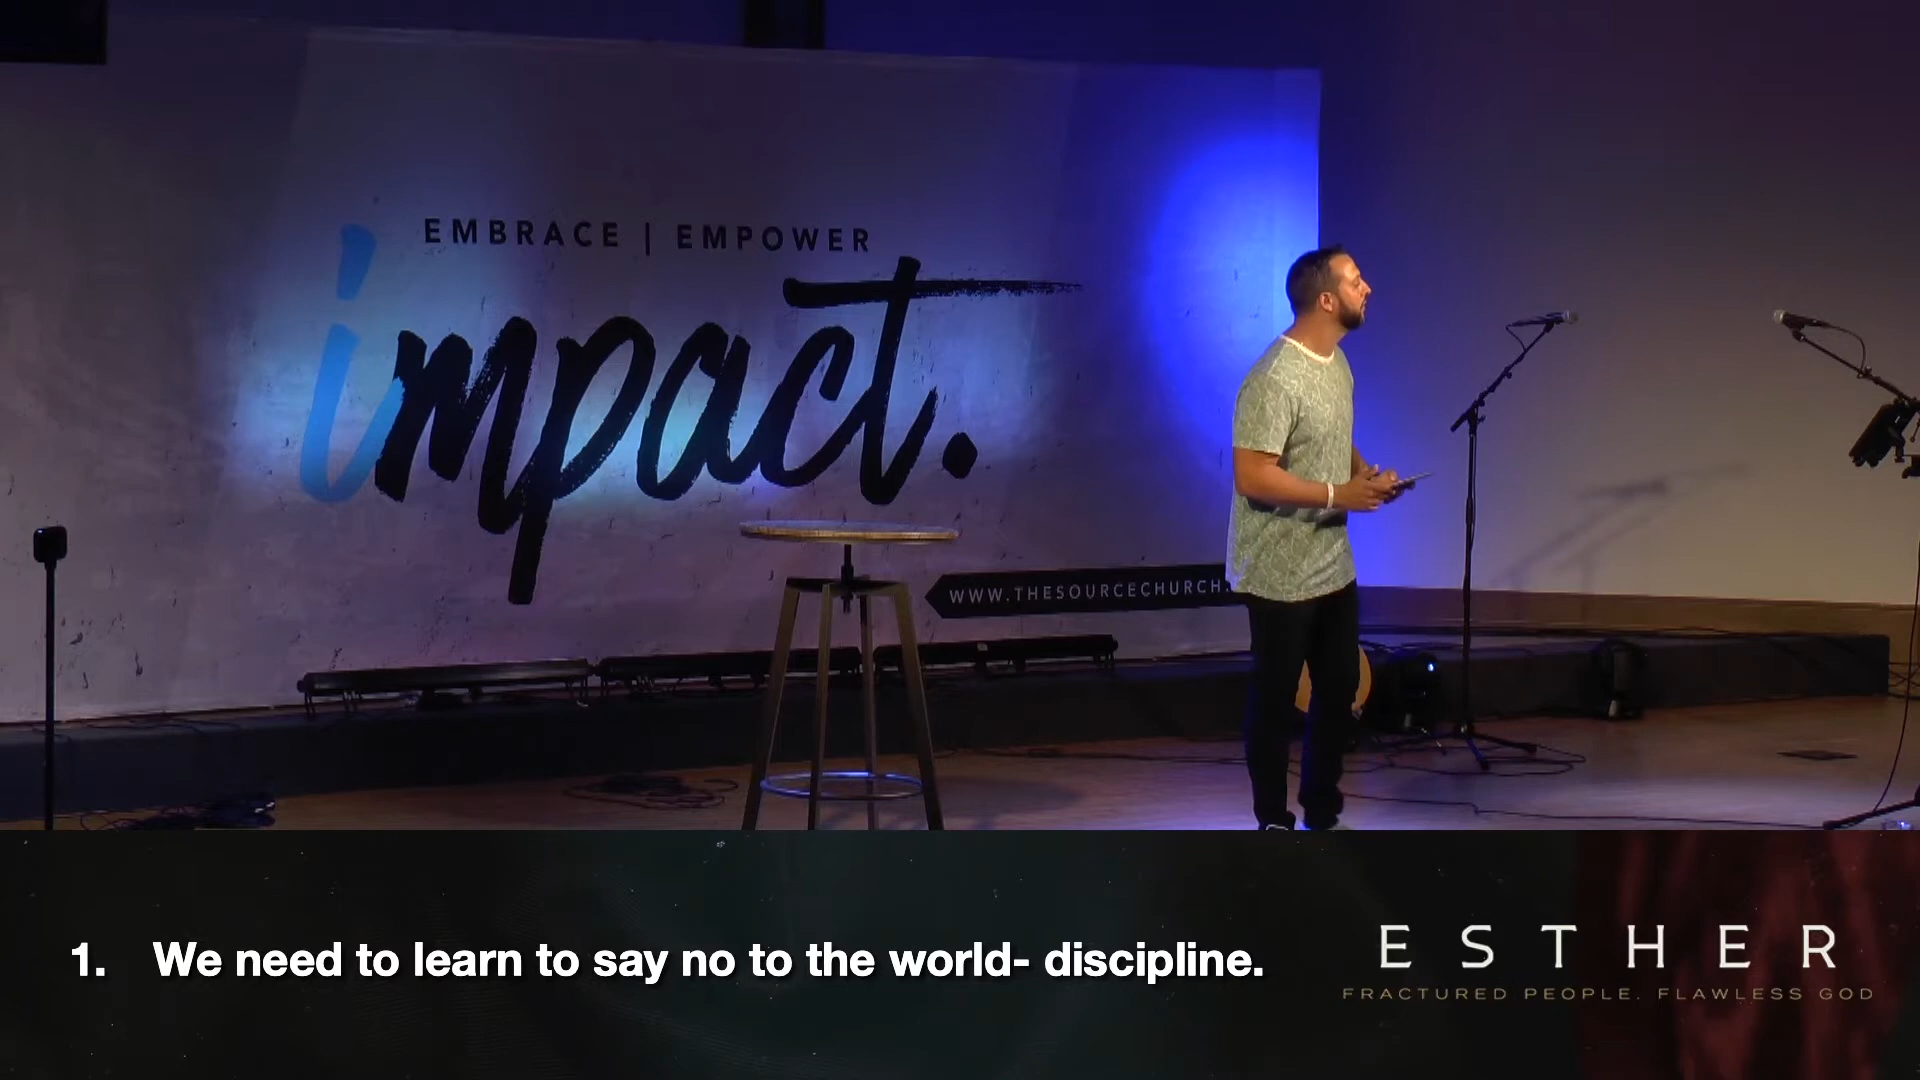 EMBRACE | EMPOWER
impact.
WWW.THESOURCECHURCH.
1. We need to learn to say no to the world- discipline.
ESTHER
FRACTURED PEOPLE. FLAWLESS GOD